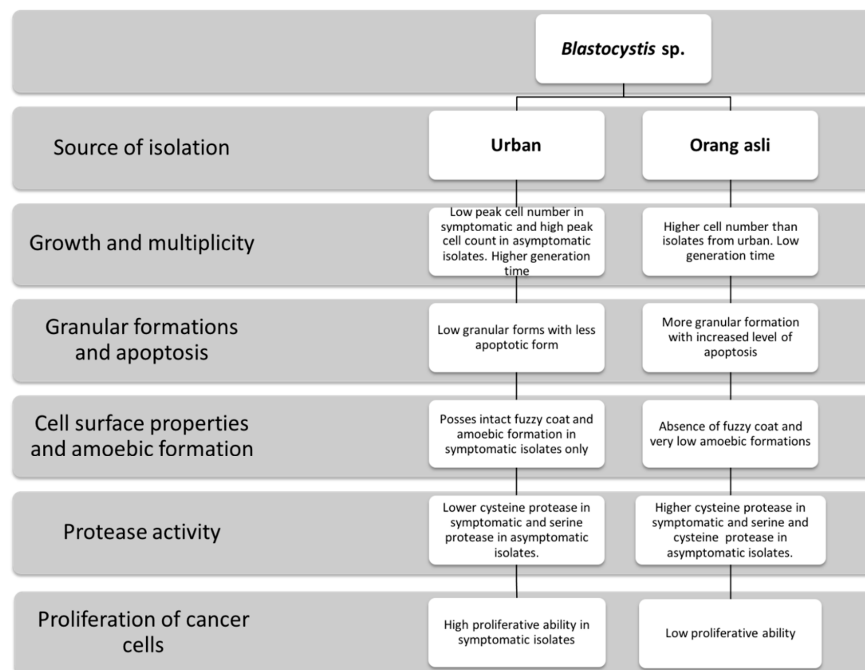 Blastocystis sp.
Source of isolation
Urban
Orang asli
Growth and multiplicity
Low peak cell number in
symptomatic and high peak
cell count in asymptomatic
isolates. Higher generation
time
Higher cell number than
isolates from urban. Low
generation time
Granular formations
and apoptosis
Low granular forms with less
apoptotic form
More granular formation
with increased level of
apoptosis
Cell surface properties
and amoebic formation
Posses intact fuzzy coat and
amoebic formation in
symptomatic isolates only
Absence of fuzzy coat and
very low amoebic formations
Protease activity
Lower cysteine protease in
symptomatic and serine
protease in asymptomatic
isolates.
Higher cysteine protease in
symptomatic and serine and
cysteine protease in
asymptomatic isolates.
Proliferation of cancer
cells
High proliferative ability in
symptomatic isolates
Low proliferative ability